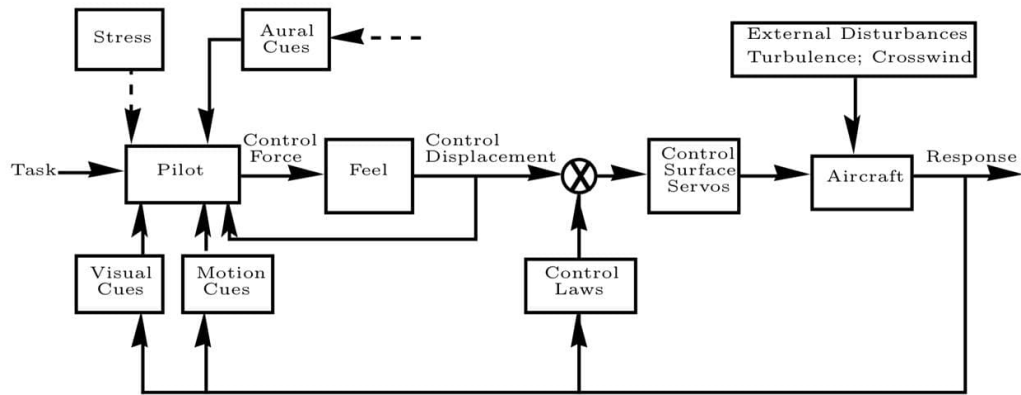 Stress
Aural
Cues
External Disturbances
Turbulence; Crosswind
Task
Pilot
Control
Force
Feel
Control
Displacement
Control
Surface
Servos
Aircraft
Response
Visual
Cues
Motion
Cues
Control
Laws